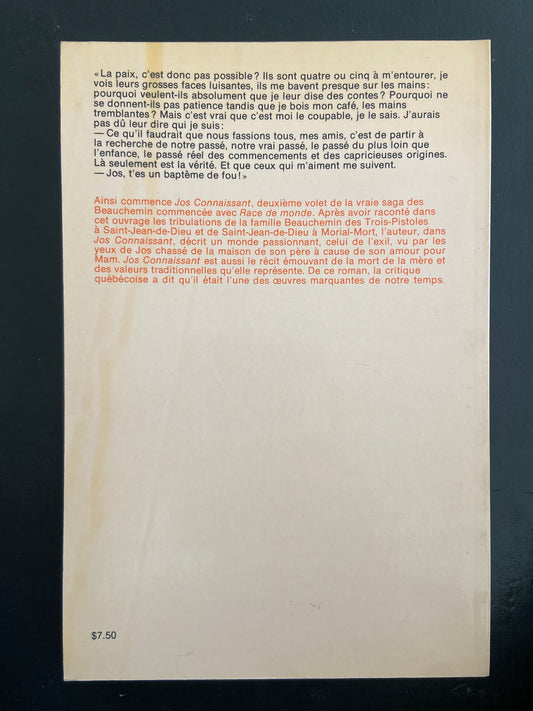 «La paix, c'est donc pas possible? Ils sont quatre ou cinq à m'entourer, je
vois leurs grosses faces luisantes, ils me bavent presque sur les mains:
pourquoi veulent-ils absolument que je leur dise des contes? Pourquoi ne
se donnent-ils pas patience tandis que je bois mon café, les mains
tremblantes? Mais c'est vrai que c'est moi le coupable, je le sais. J'aurais
pas dû leur dire qui je suis:
— Ce qu'il faudrait que nous fassions tous, mes amis, c'est de partir à
la recherche de notre passé, notre vrai passé, le passé du plus loin que
l'enfance, le passé réel des commencements et des capricieuses origines.
Là seulement est la vérité. Et que ceux qui m'aiment me suivent.
— Jos, t'es un baptême de fou!»
Ainsi commence Jos Connaissant, deuxième volet de la vraie saga des
Beauchemin commencée avec Race de monde. Après avoir raconté dans
cet ouvrage les tribulations de la famille Beauchemin des Trois-Pistoles
à Saint-Jean-de-Dieu et de Saint-Jean-de-Dieu à Morial-Mort, l'auteur, dans
Jos Connaissant, décrit un monde passionnant, celui de l'exil, vu par les
yeux de Jos chassé de la maison de son père à cause de son amour pour
Mam. Jos Connaissant est aussi le récit émouvant de la mort de la mère et
des valeurs traditionnelles qu'elle représente. De ce roman, la critique
québécoise a dit qu'il était l'une des œuvres marquantes de notre temps.
$7.50